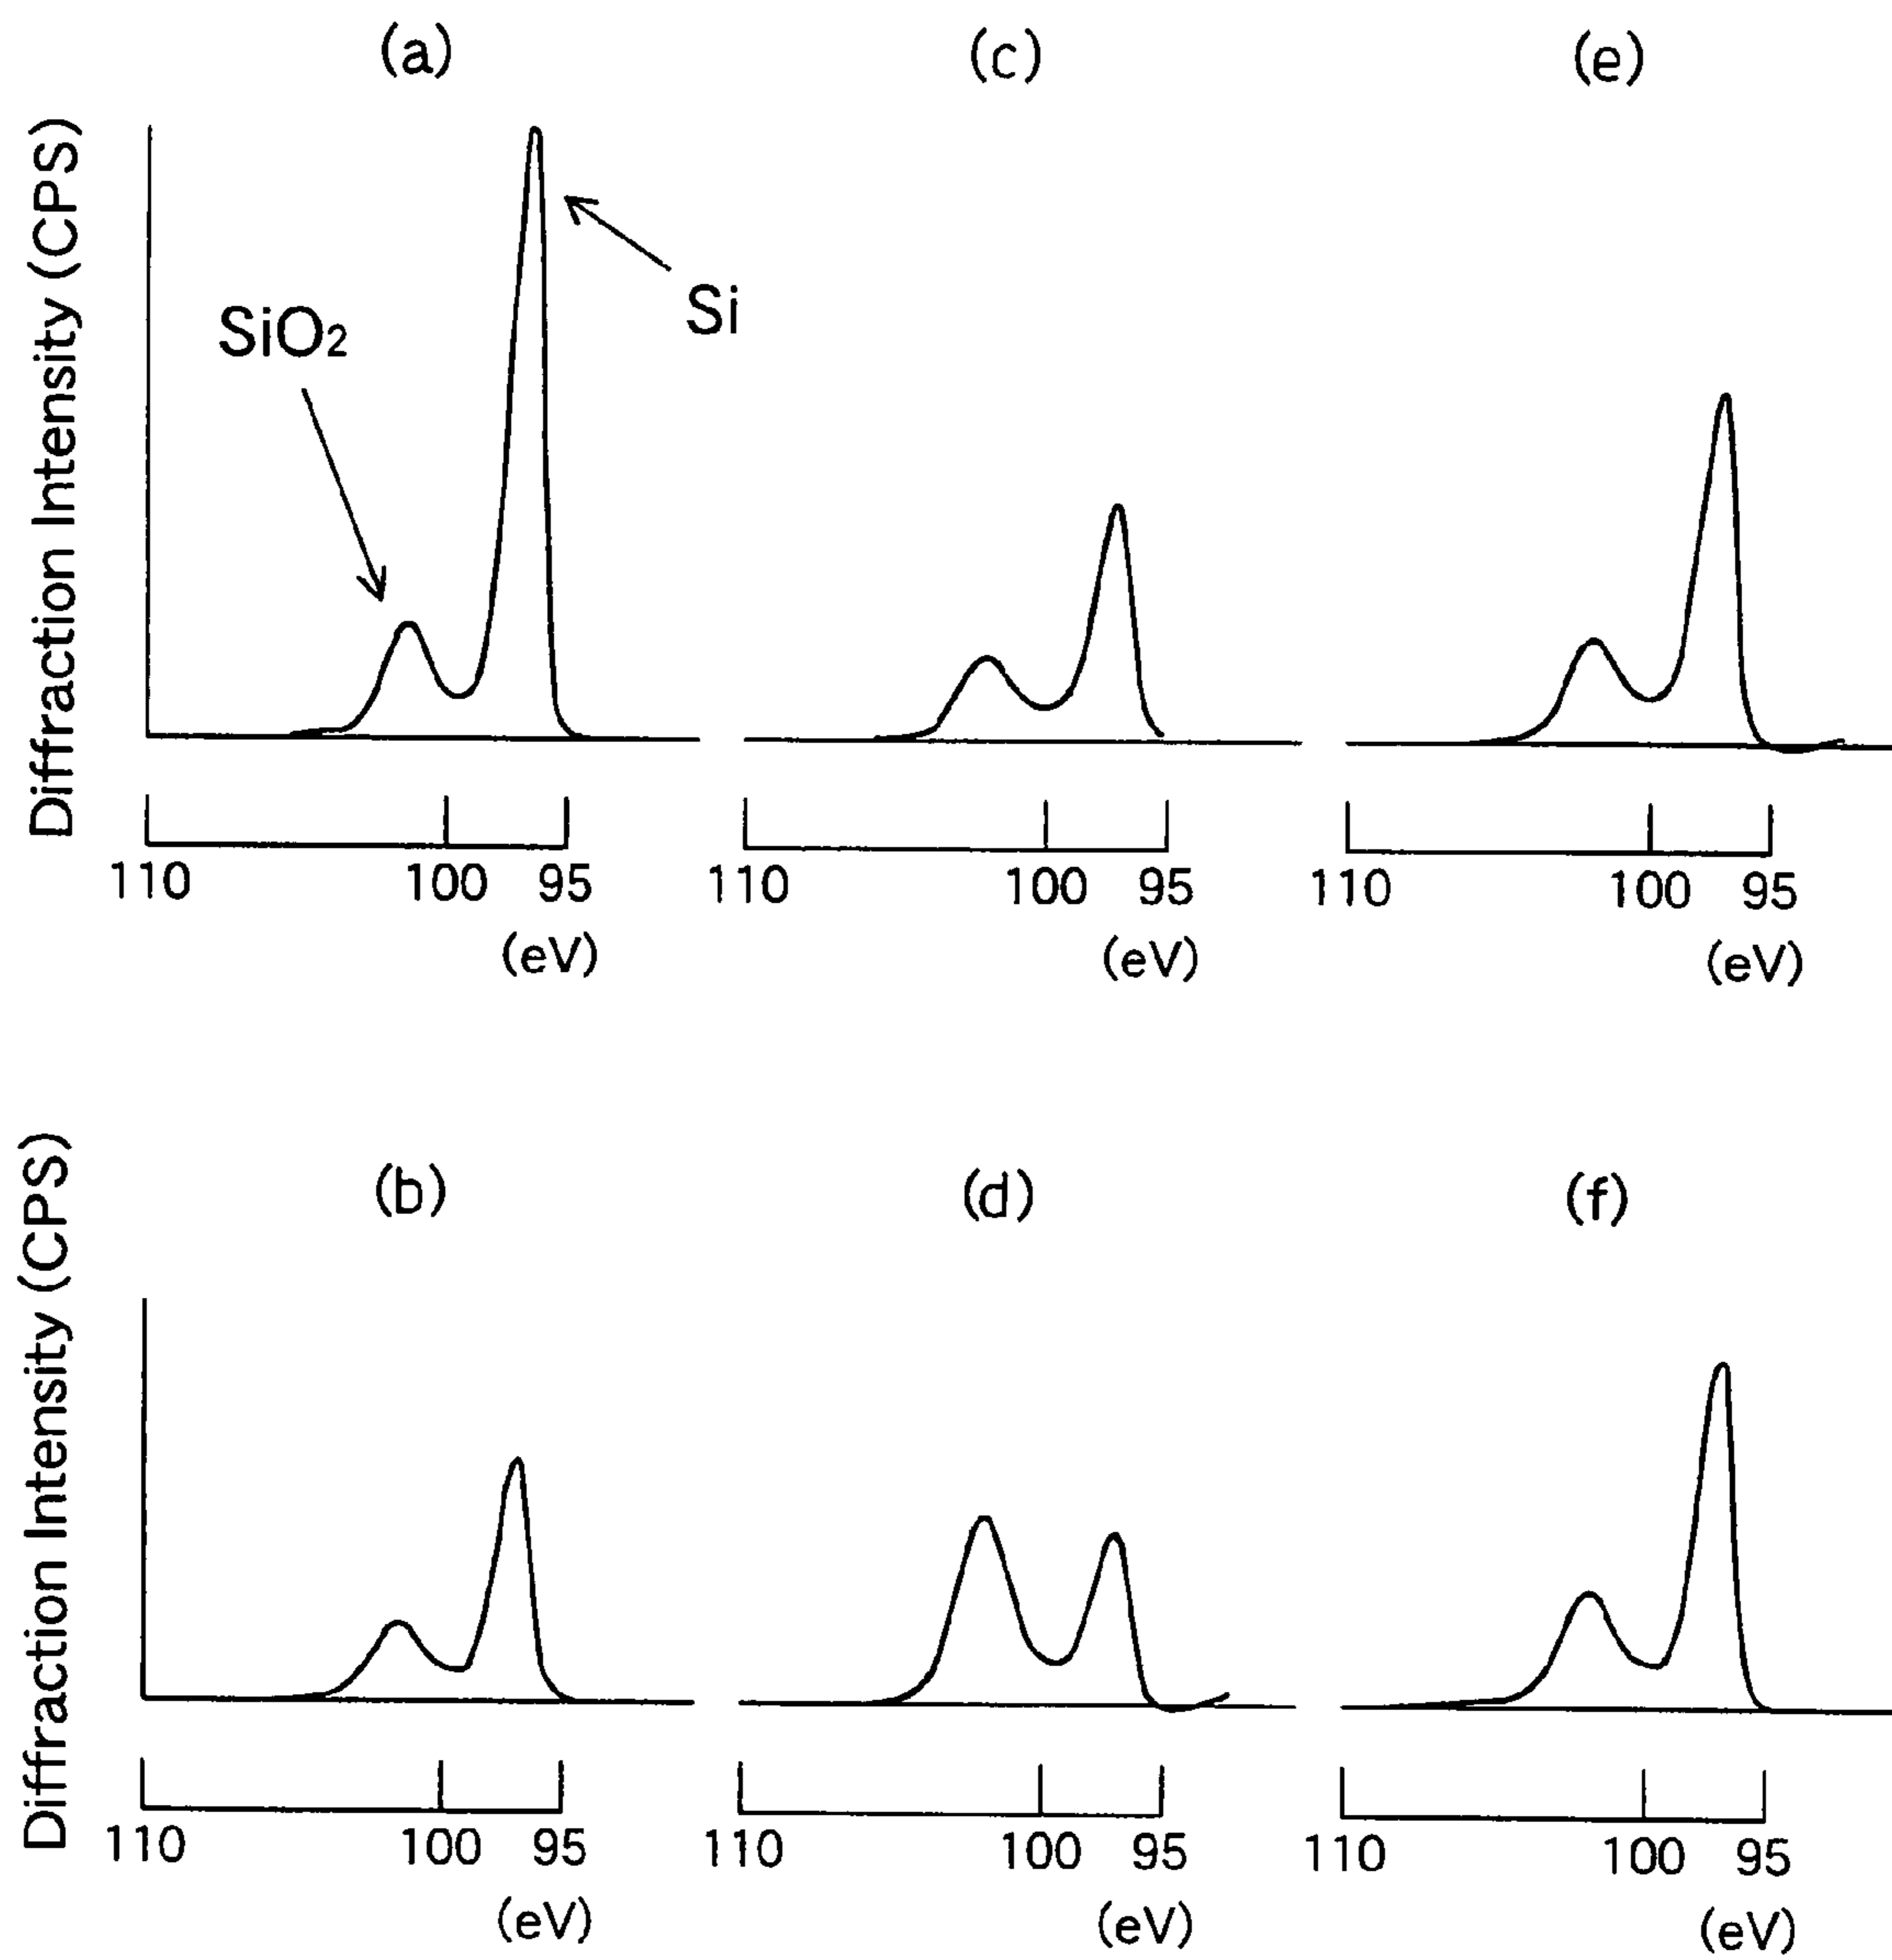 (a)
(c)
(e)
Diffraction Intensity (CPS)
SiO₂
Si
110 100 95
(eV)
110 100 95
(eV)
110 100 95
(eV)
(b)
(d)
(f)
Diffraction Intensity (CPS)
110 100 95
(eV)
110 100 95
(eV)
110 100 95
(eV)